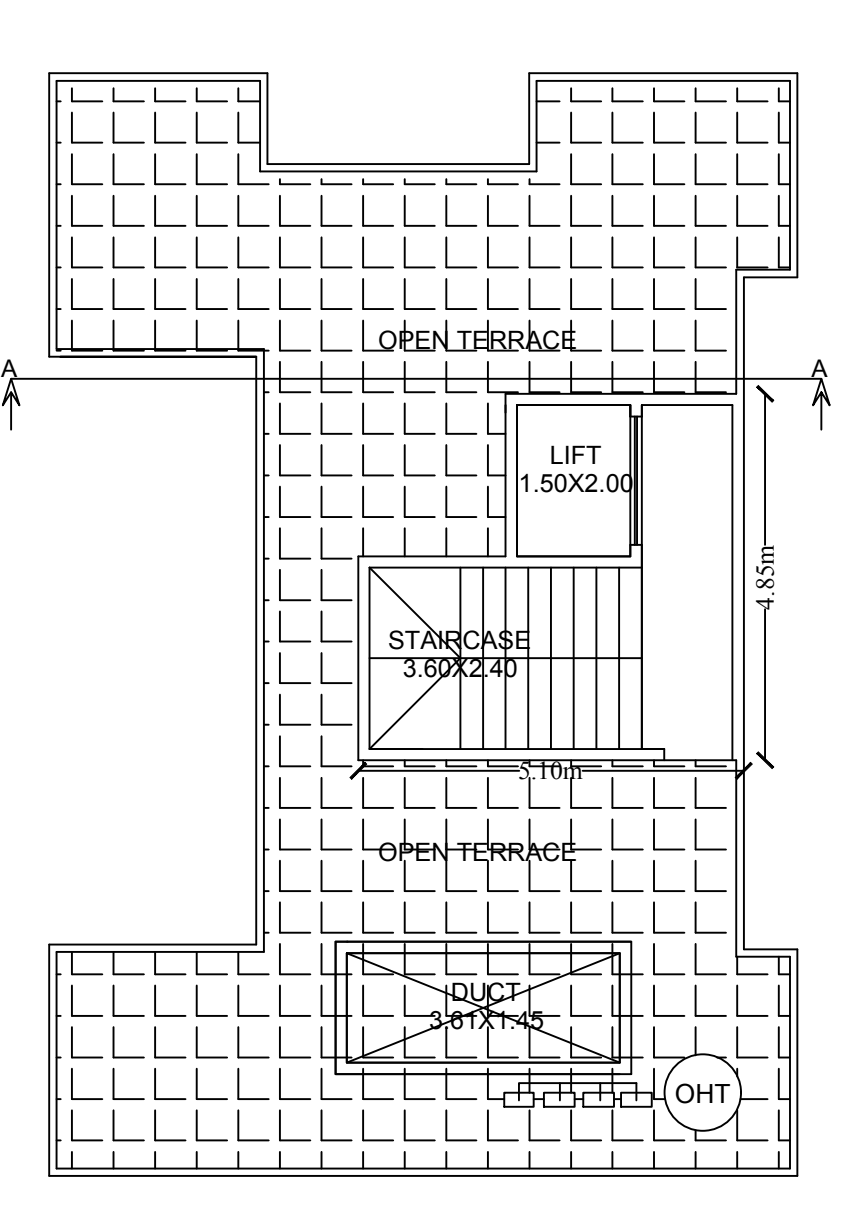 OPEN TERRACE
A
A
LIFT
1.50X2.00
4.85m
STAIRCASE
3.60X2.40
5.10m
OPEN TERRACE
DUCT
3.61X1.45
OHT